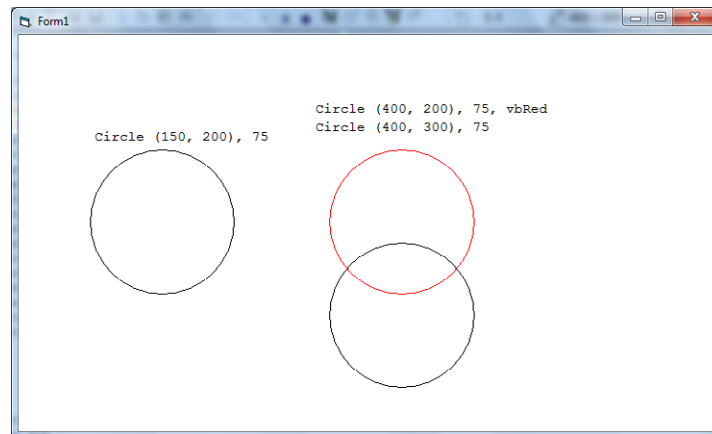 Form1
Circle (150, 200), 75
Circle (400, 200), 75, vbRed
Circle (400, 300), 75